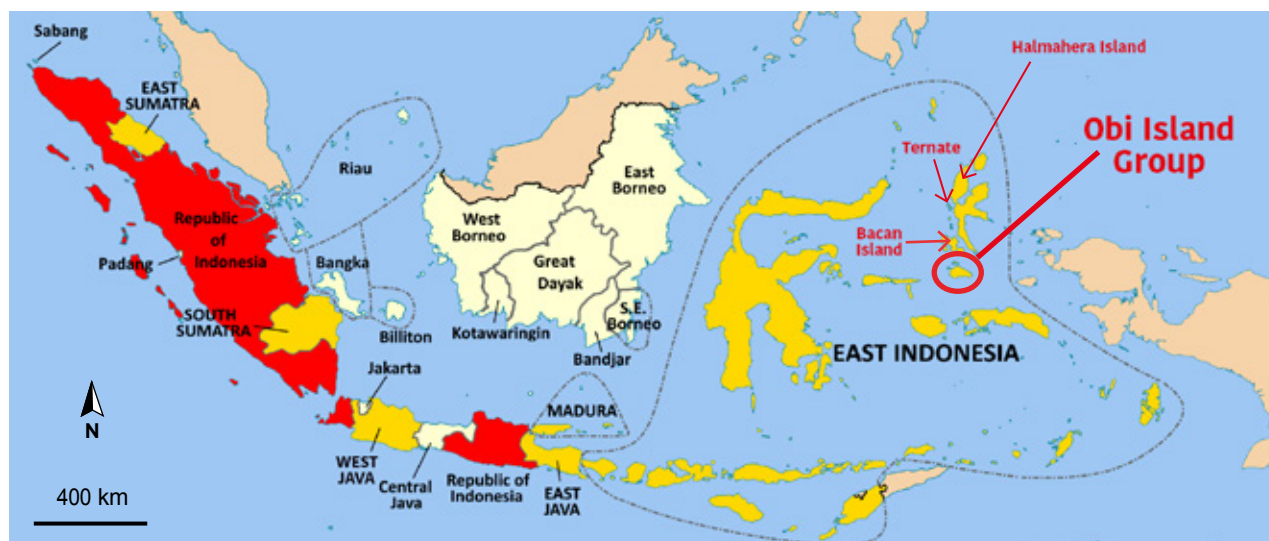 Sabang
EAST
SUMATRA
Riau
Republic
of
Indonesia
Padang
Bangka
SOUTH
SUMATRA
Billiton
West
Borneo
East
Borneo
Great
Dayak
Kotawaringin
S.E.
Borneo
Bandjar
Jakarta
WEST
JAVA
Central
Java
Republic of
Indonesia
EAST
JAVA
MADURA
EAST INDONESIA
Halmahera Island
Ternate
Bacan
Island
Obi Island
Group
N
400 km